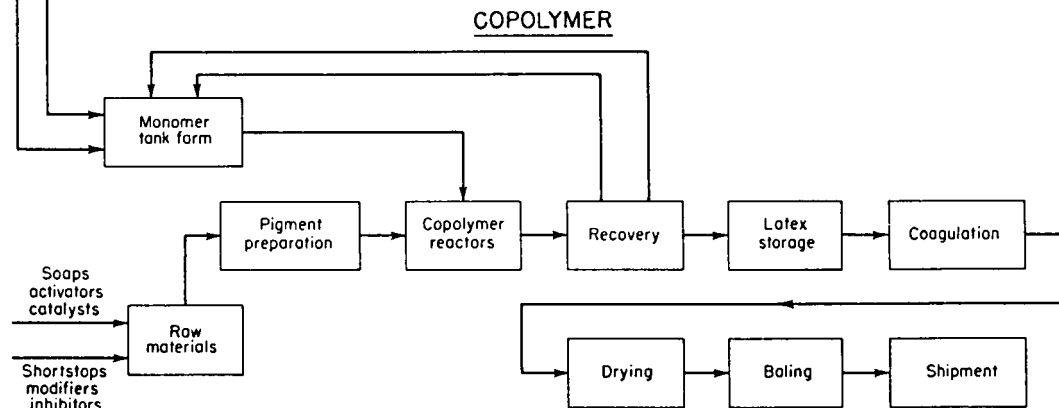 COPOLYMER
Monomer
tank form
Pigment
preparation
Copolymer
reactors
Recovery
Latex
storage
Coagulation
Soaps
activators
catalysts
Raw
materials
Shortstops
modifiers
inhibitors
Drying
Baling
Shipment